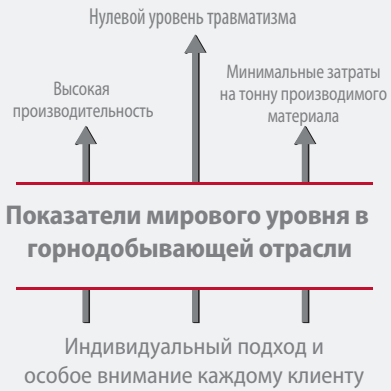 Нулевой уровень травматизма
Высокая
производительность
Минимальные затраты
на тонну производимого
материала
Показатели мирового уровня в
горнодобывающей отрасли
Индивидуальный подход и
особое внимание каждому клиенту